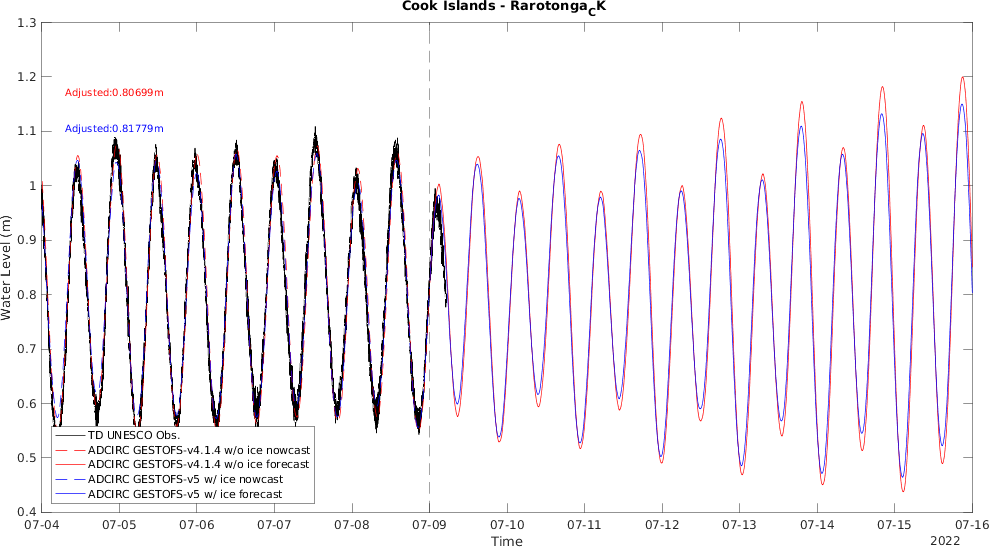 Cook Islands - Rarotonga_CK
1.3
1.2
1.1
1
0.9
0.8
0.7
0.6
0.5
0.4
Water Level (m)
Adjusted:0.80699m
Adjusted:0.81779m
TD UNESCO Obs.
ADCIRC GESTOFS-v4.1.4 w/o ice nowcast
ADCIRC GESTOFS-v4.1.4 w/o ice forecast
ADCIRC GESTOFS-v5 w/ ice nowcast
ADCIRC GESTOFS-v5 w/ ice forecast
07-04 07-05 07-06 07-07 07-08 07-09 07-10 07-11 07-12 07-13 07-14 07-15 07-16
Time
2022